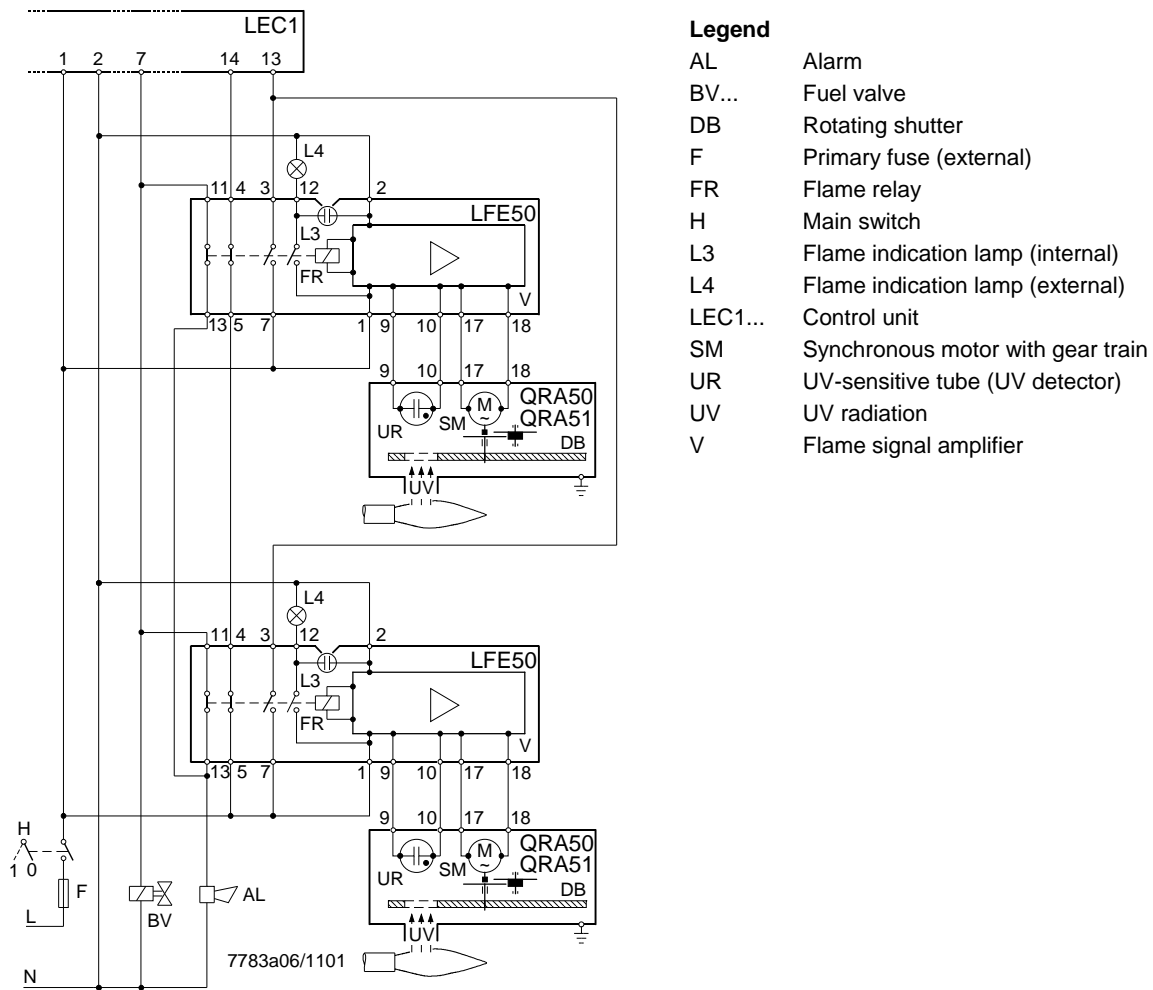 LEC1
1 2 7 14 13
L4
11 4 3 12 2
LFE50
L3
FR
V
13 5 7 1 9 10 17 18
9 10 17 18
QRA50
M
~
QRA51
UR SM
DB
UV
L4
11 4 3 12 2
LFE50
L3
FR
V
13 5 7 1 9 10 17 18
9 10 17 18
H
QRA50
M
~
QRA51
1 0
UR SM
F
DB
AL
L
BV
UV
7783a06/1101
N
Legend
AL Alarm
BV... Fuel valve
DB Rotating shutter
F Primary fuse (external)
FR Flame relay
H Main switch
L3 Flame indication lamp (internal)
L4 Flame indication lamp (external)
LEC1... Control unit
SM Synchronous motor with gear train
UR UV-sensitive tube (UV detector)
UV UV radiation
V Flame signal amplifier